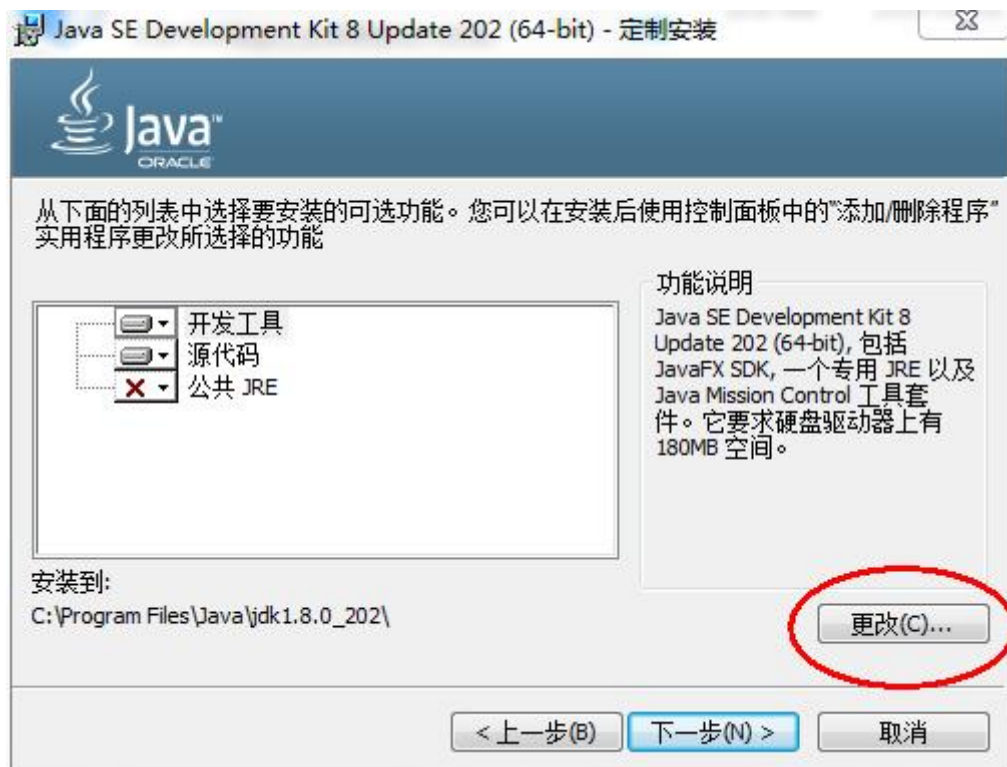 Java SE Development Kit 8 Update 202 (64-bit) - 定制安装
Java™
ORACLE
从下面的列表中选择要安装的可选功能。您可以在安装后使用控制面板中的"添加/删除程序"
实用程序更改所选择的功能
开发工具
源代码
公共 JRE
功能说明
Java SE Development Kit 8
Update 202 (64-bit), 包括
JavaFX SDK, 一个专用 JRE 以及
Java Mission Control 工具套
件。它要求硬盘驱动器上有
180MB 空间。
安装到:
C:\Program Files\Java\jdk1.8.0_202\
更改(C)...
<上一步(B)
下一步(N) >
取消